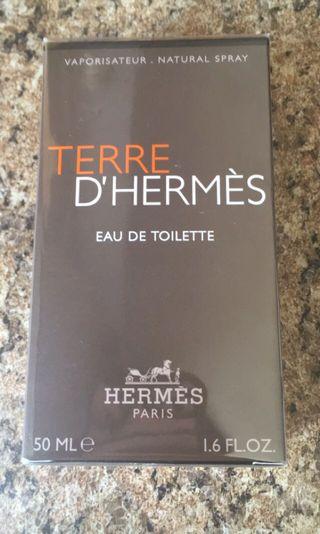 VAPORISATEUR . NATURAL SPRAY
TERRE
D'HERMÈS
EAU DE TOILETTE
HERMÈS
PARIS
50 ML ℮ 1.6 FL.OZ.